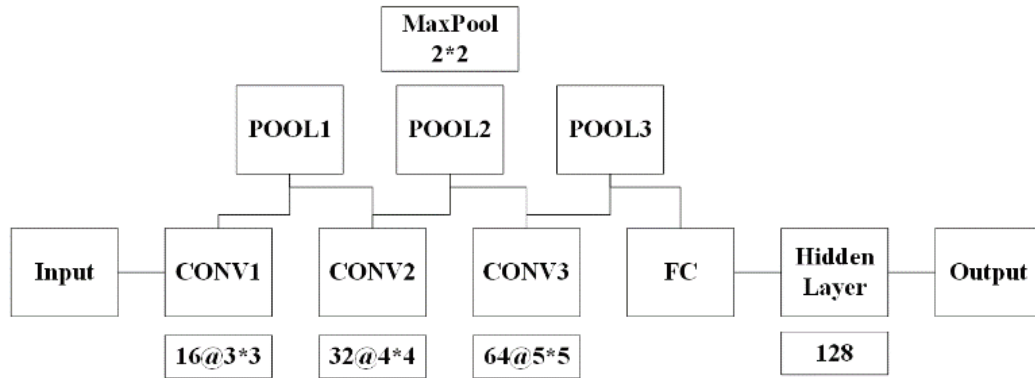 MaxPool
2*2
POOL1
POOL2
POOL3
Input
CONV1
CONV2
CONV3
FC
Hidden
Layer
Output
16@3*3
32@4*4
64@5*5
128